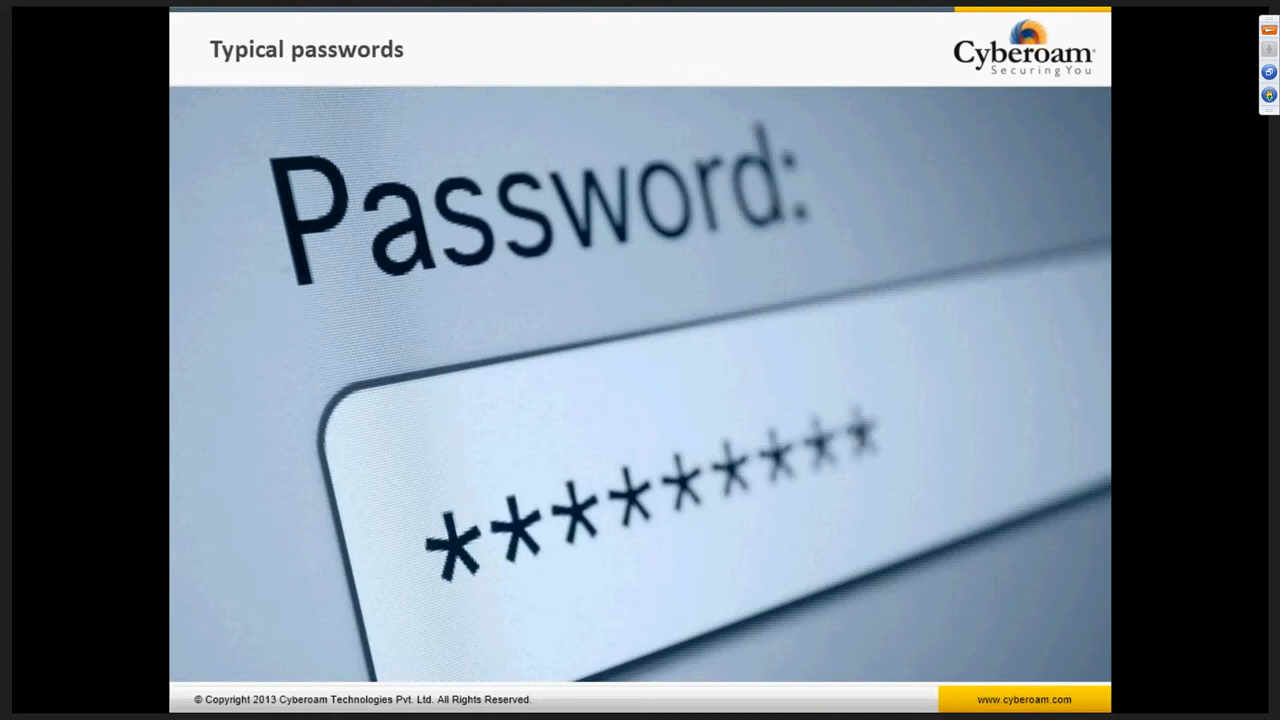 Typical passwords
Cyberoam
Securing You
Password:
*********
© Copyright 2013 Cyberoam Technologies Pvt. Ltd. All Rights Reserved.
www.cyberoam.com